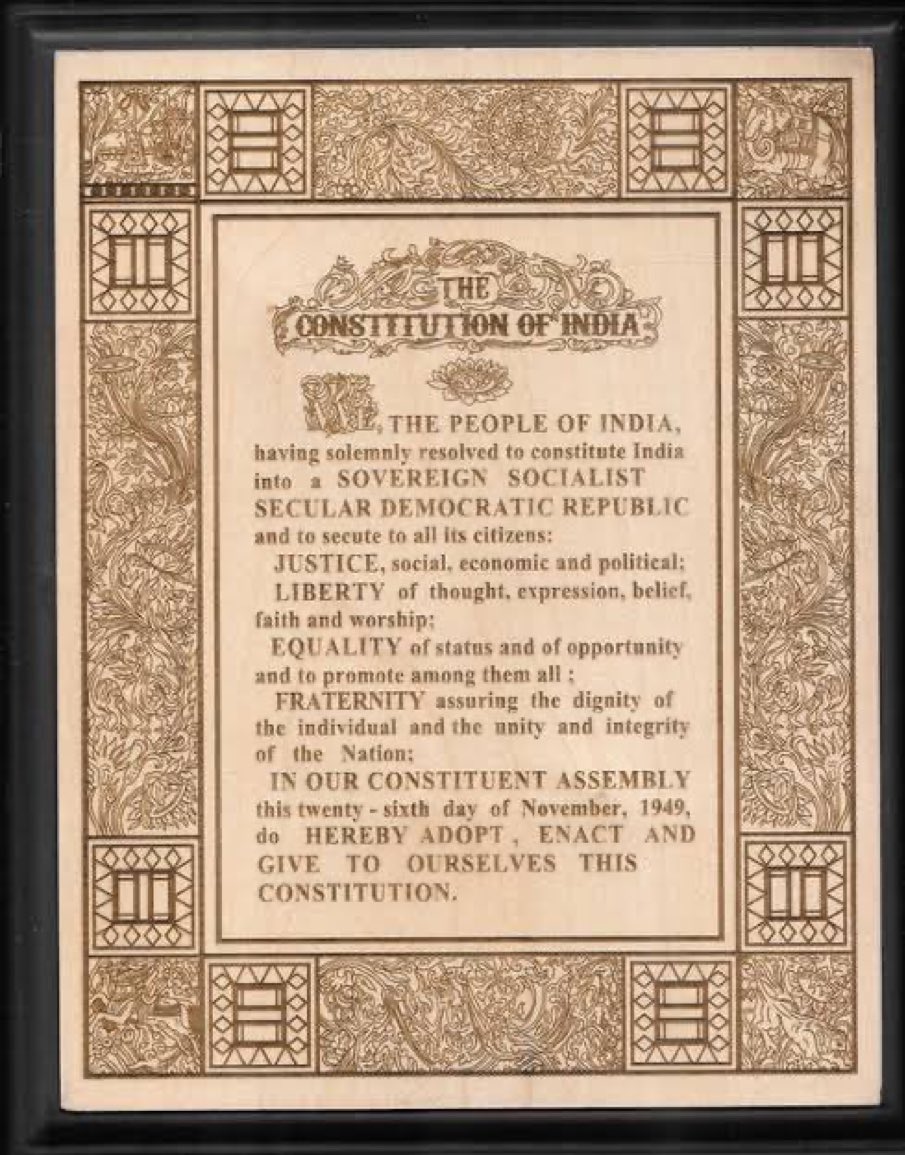 THE
CONSTITUTION OF INDIA
WE, THE PEOPLE OF INDIA,
having solemnly resolved to constitute India
into a SOVEREIGN SOCIALIST
SECULAR DEMOCRATIC REPUBLIC
and to secute to all its citizens:
JUSTICE, social, economic and political;
LIBERTY of thought, expression, belief,
faith and worship;
EQUALITY of status and of opportunity
and to promote among them all ;
FRATERNITY assuring the dignity of
the individual and the unity and integrity
of the Nation;
IN OUR CONSTITUENT ASSEMBLY
this twenty - sixth day of November, 1949,
do HEREBY ADOPT , ENACT AND
GIVE TO OURSELVES THIS
CONSTITUTION.